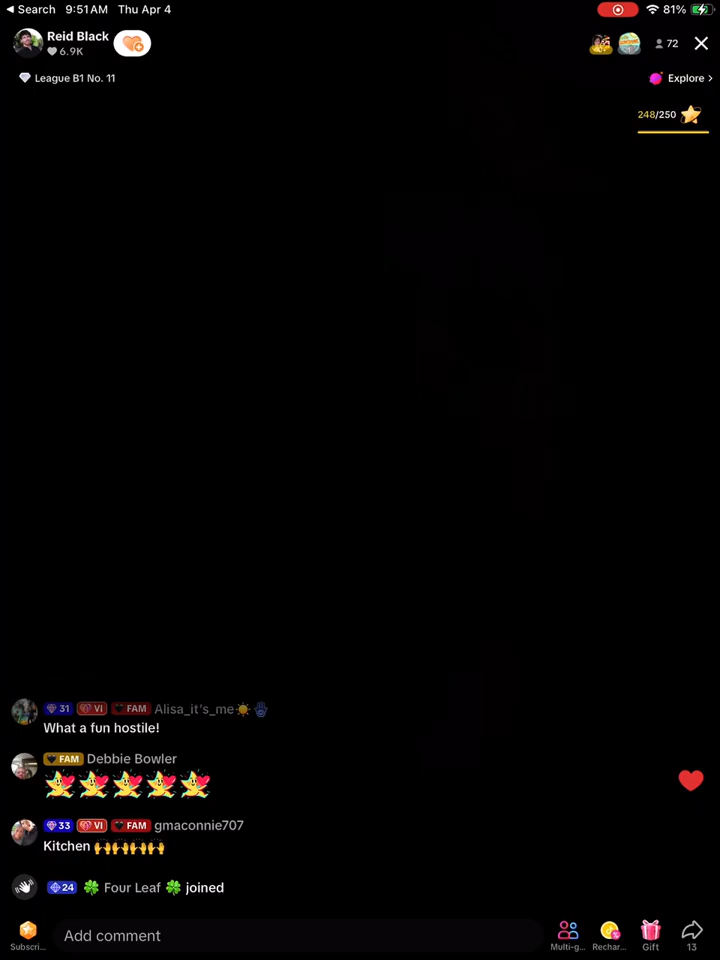 Search 9:51 AM Thu Apr 4 81%
Reid Black
6.9K
72
League B1 No. 11
Explore >
248/250
31 VI FAM Alisa_it's_me
What a fun hostile!
FAM Debbie Bowler
33 VI FAM gmaconnie707
Kitchen
24 Four Leaf joined
Add comment
Subscri... Multi-g... Rechar... Gift 13